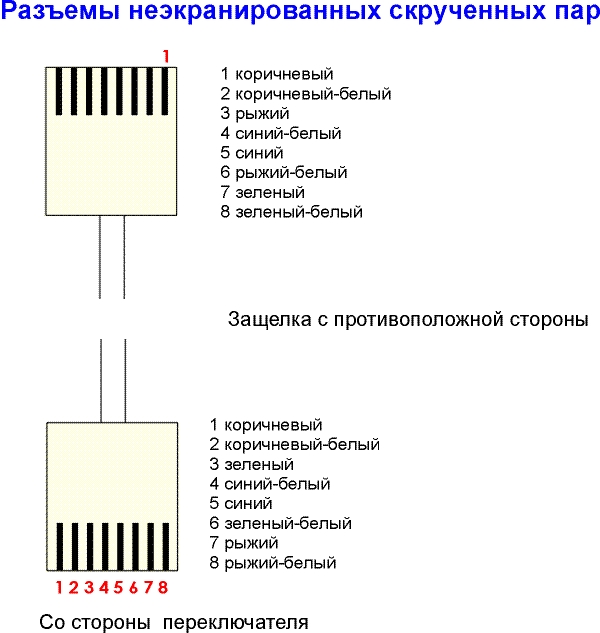 Разъемы неэкранированных скрученных пар
1
1 коричневый
2 коричневый-белый
3 рыжий
4 синий-белый
5 синий
6 рыжий-белый
7 зеленый
8 зеленый-белый
Защелка с противоположной стороны
1 коричневый
2 коричневый-белый
3 зеленый
4 синий-белый
5 синий
6 зеленый-белый
7 рыжий
8 рыжий-белый
1 2 3 4 5 6 7 8
Со стороны переключателя